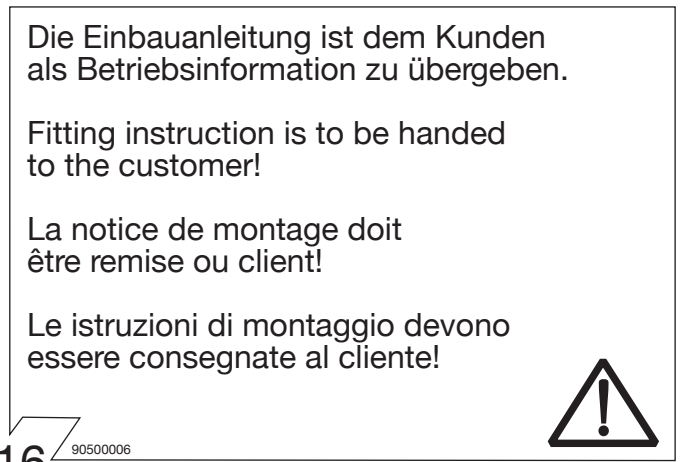 Die Einbauanleitung ist dem Kunden
als Betriebsinformation zu übergeben.
Fitting instruction is to be handed
to the customer!
La notice de montage doit
être remise ou client!
Le istruzioni di montaggio devono
essere consegnate al cliente!
16
90500006